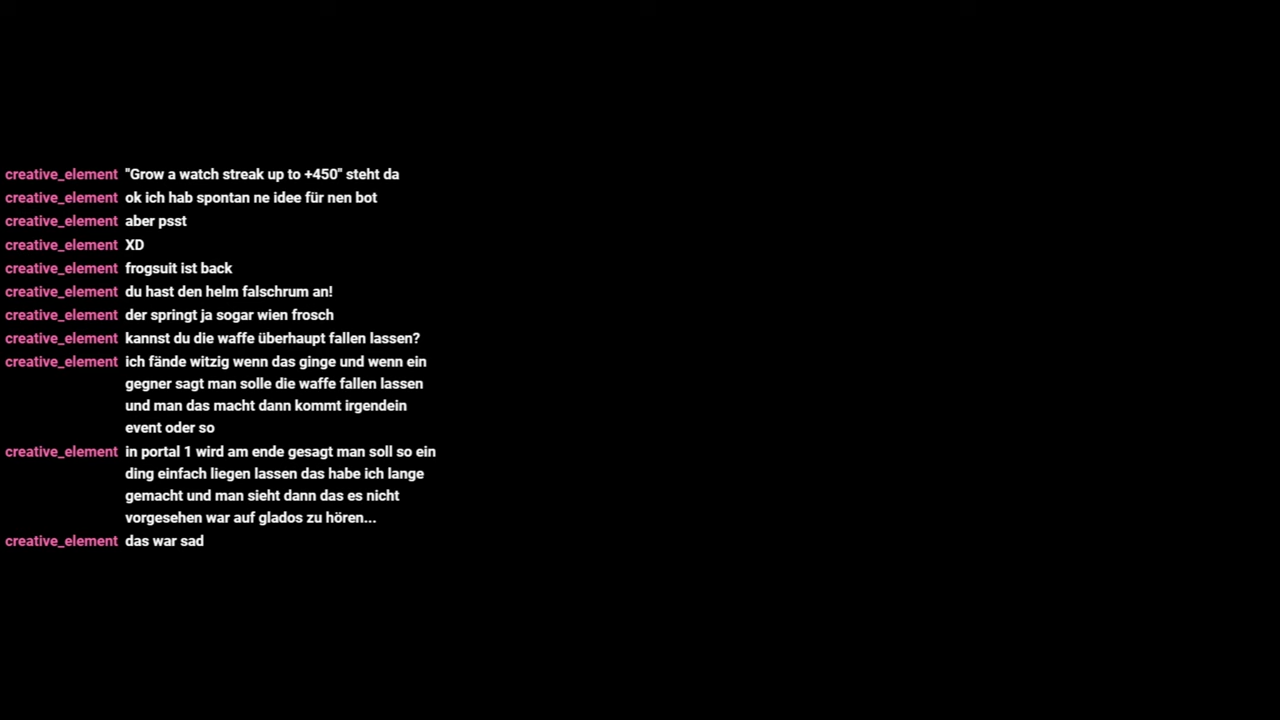 creative_element "Grow a watch streak up to +450" steht da
creative_element ok ich hab spontan ne idee für nen bot
creative_element aber psst
creative_element XD
creative_element frogsuit ist back
creative_element du hast den helm falschrum an!
creative_element der springt ja sogar wien frosch
creative_element kannst du die waffe überhaupt fallen lassen?
creative_element ich fände witzig wenn das ginge und wenn ein
gegner sagt man solle die waffe fallen lassen
und man das macht dann kommt irgendein
event oder so
creative_element in portal 1 wird am ende gesagt man soll so ein
ding einfach liegen lassen das habe ich lange
gemacht und man sieht dann das es nicht
vorgesehen war auf glados zu hören...
creative_element das war sad